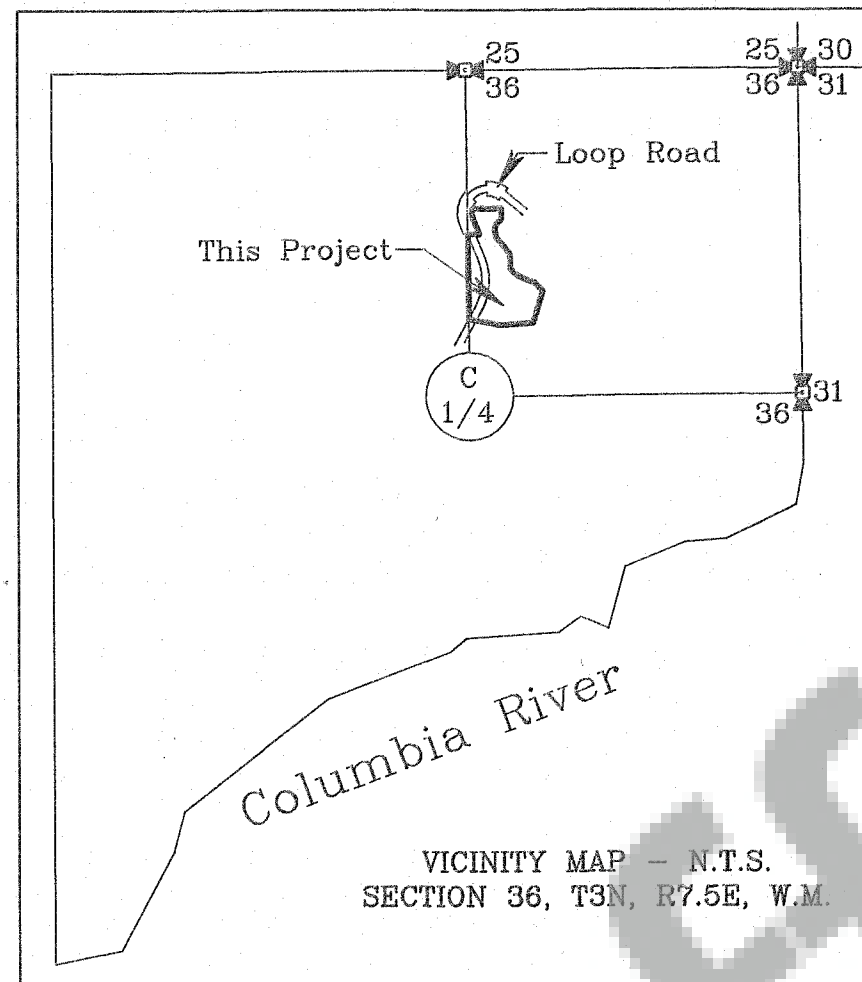 25
36
25 30
36 31
Loop Road
This Project
C
1/4
31
36
Columbia River
VICINITY MAP - N.T.S.
SECTION 36, T3N, R7.5E, W.M.